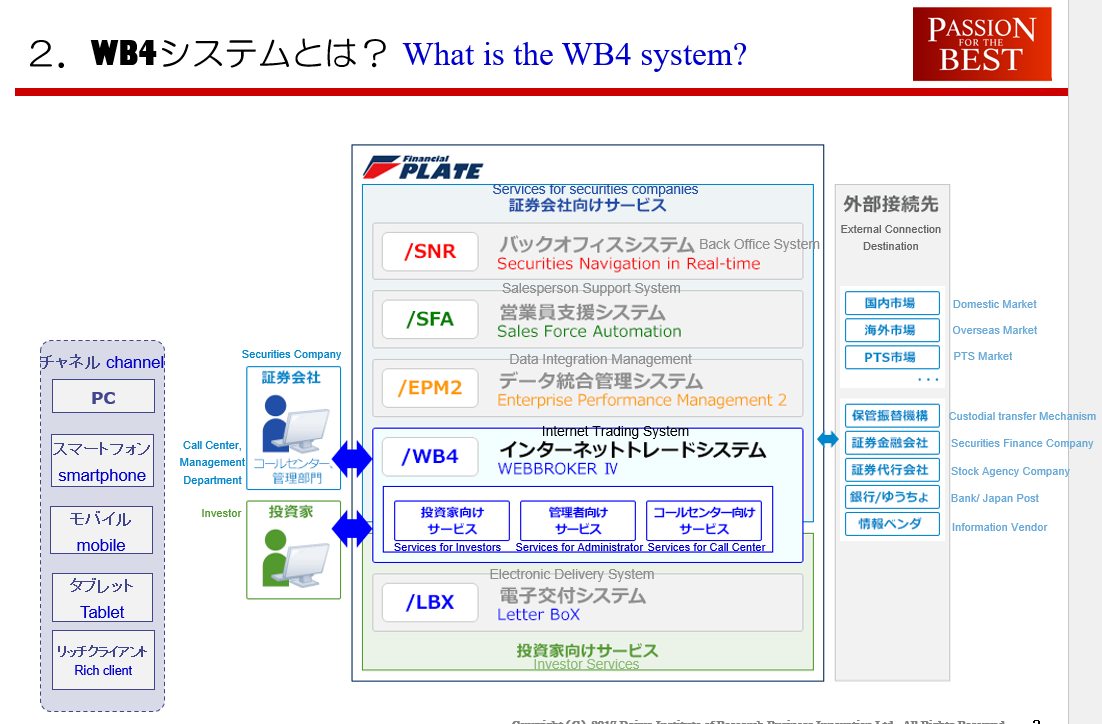 ２．WB4システムとは？ What is the WB4 system?
PASSION
FOR THE
BEST
Financial
PLATE
Services for securities companies
証券会社向けサービス
/SNR
バックオフィスシステム Back Office System
Securities Navigation in Real-time
Salesperson Support System
/SFA
営業員支援システム
Sales Force Automation
Data Integration Management
/EPM2
データ統合管理システム
Enterprise Performance Management 2
Internet Trading System
/WB4
インターネットトレードシステム
WEBBROKER Ⅳ
投資家向け
サービス
Services for Investors
管理者向け
サービス
Services for Administrator
コールセンター向け
サービス
Services for Call Center
Electronic Delivery System
/LBX
電子交付システム
Letter BoX
投資家向けサービス
Investor Services
チャネル channel
PC
スマートフォン
smartphone
モバイル
mobile
タブレット
Tablet
リッチクライアント
Rich client
Securities Company
証券会社
Call Center,
Management
Department
コールセンター、
管理部門
Investor
投資家
外部接続先
External Connection
Destination
国内市場 Domestic Market
海外市場 Overseas Market
PTS市場 PTS Market
・・・
保管振替機構 Custodial transfer Mechanism
証券金融会社 Securities Finance Company
証券代行会社 Stock Agency Company
銀行/ゆうちょ Bank/ Japan Post
情報ベンダ Information Vendor